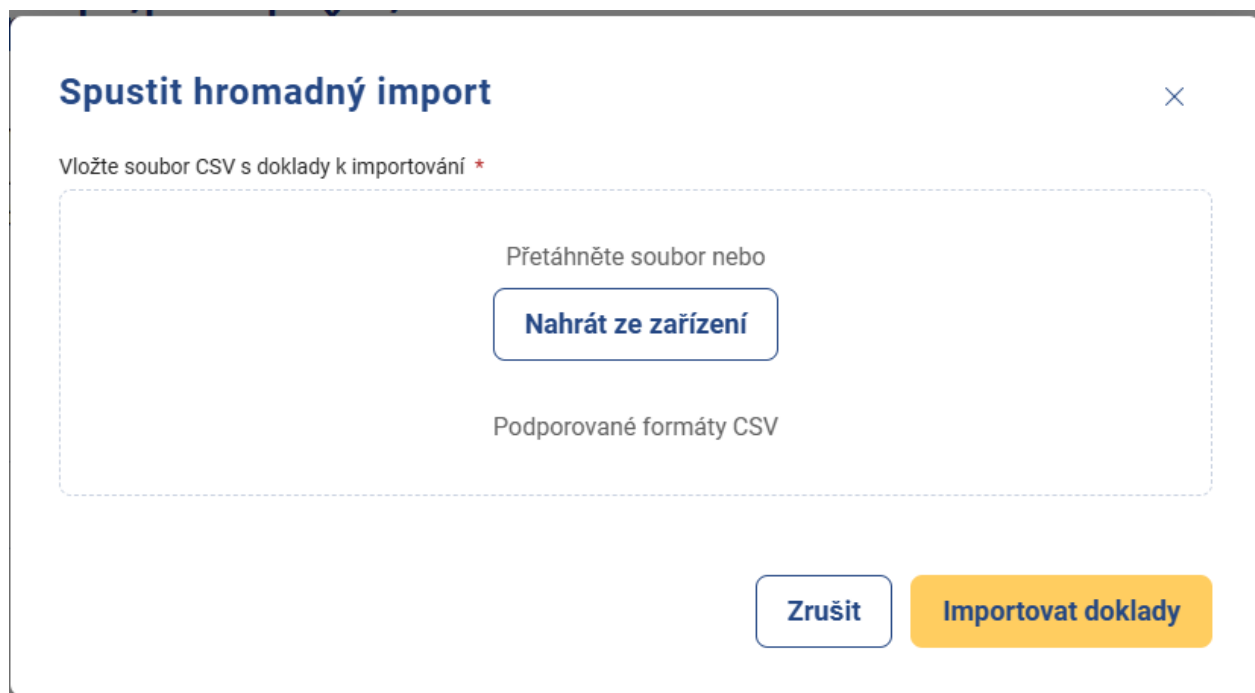 Spustit hromadný import
Vložte soubor CSV s doklady k importování *
Přetáhněte soubor nebo
Nahrát ze zařízení
Podporované formáty CSV
Zrušit
Importovat doklady